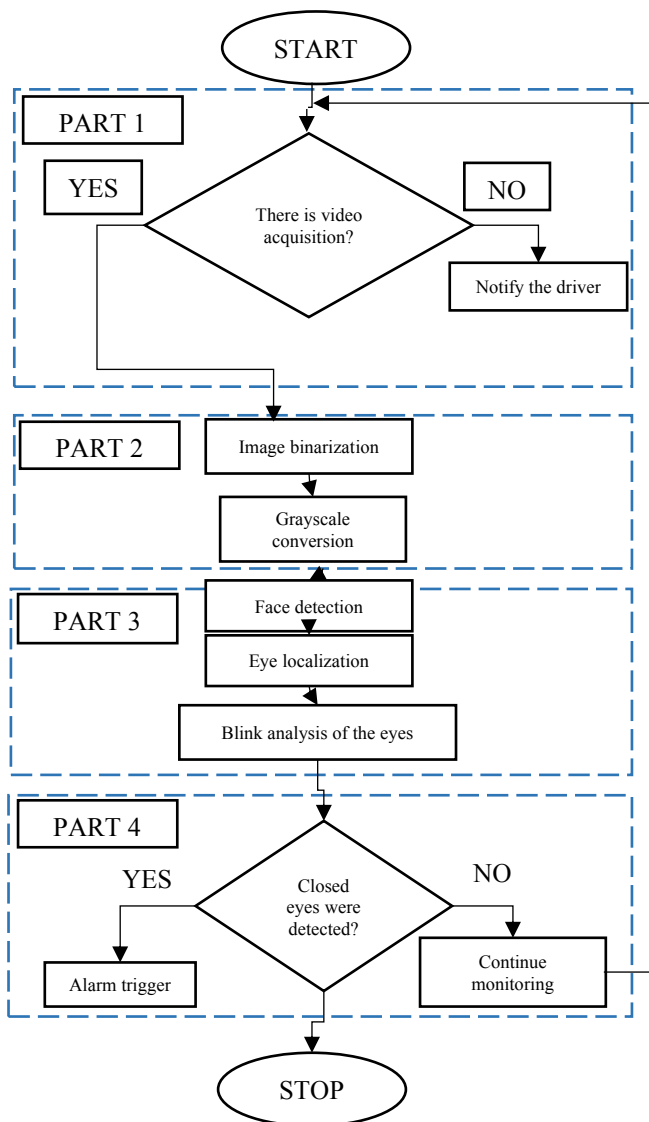 START
PART 1
YES
NO
There is video
acquisition?
Notify the driver
PART 2
Image binarization
Grayscale
conversion
PART 3
Face detection
Eye localization
Blink analysis of the eyes
PART 4
YES
NO
Closed
eyes were
detected?
Alarm trigger
Continue
monitoring
STOP